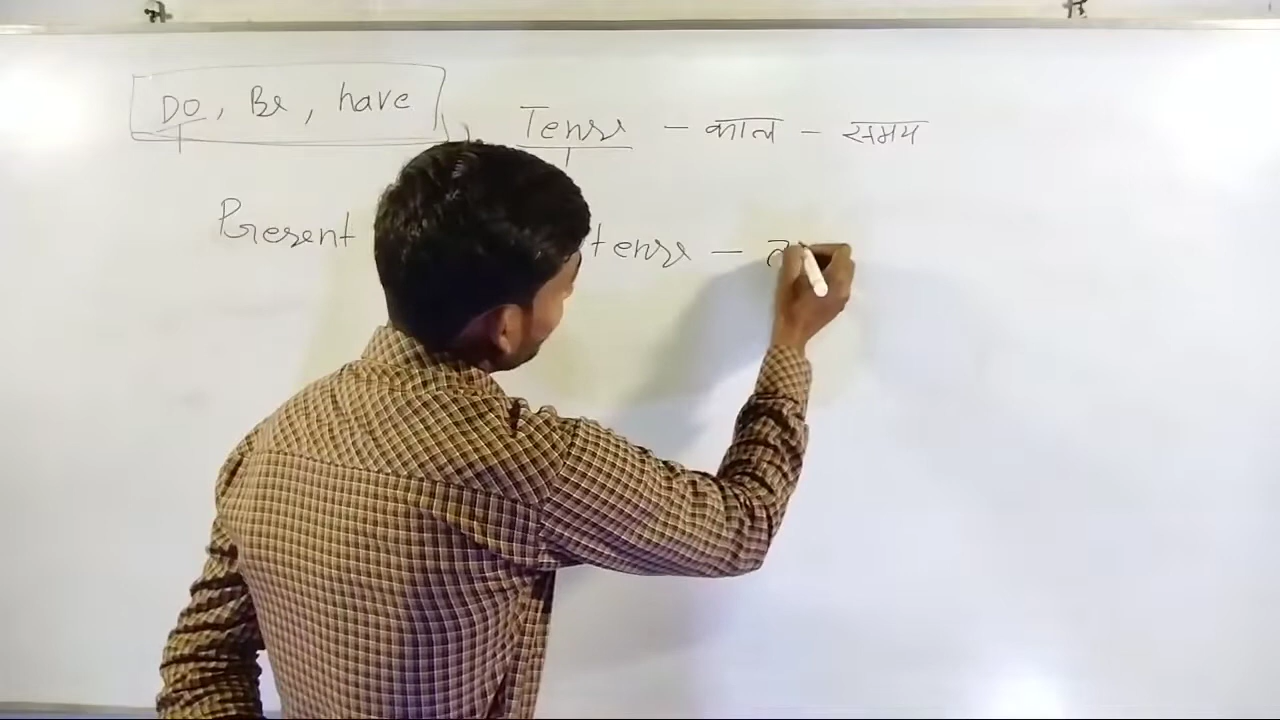 Do, Be, have
Tense - काल - समय
Present tense -